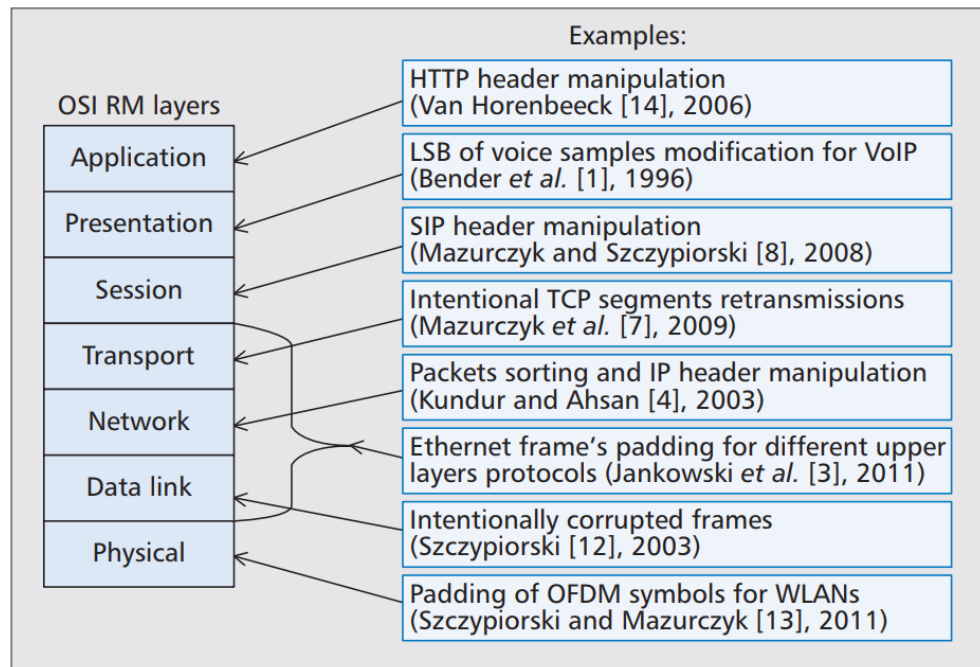 Examples:
OSI RM layers
Application
Presentation
Session
Transport
Network
Data link
Physical
HTTP header manipulation
(Van Horenbeeck [14], 2006)
LSB of voice samples modification for VoIP
(Bender et al. [1], 1996)
SIP header manipulation
(Mazurczyk and Szczypiorski [8], 2008)
Intentional TCP segments retransmissions
(Mazurczyk et al. [7], 2009)
Packets sorting and IP header manipulation
(Kundur and Ahsan [4], 2003)
Ethernet frame's padding for different upper
layers protocols (Jankowski et al. [3], 2011)
Intentionally corrupted frames
(Szczypiorski [12], 2003)
Padding of OFDM symbols for WLANs
(Szczypiorski and Mazurczyk [13], 2011)